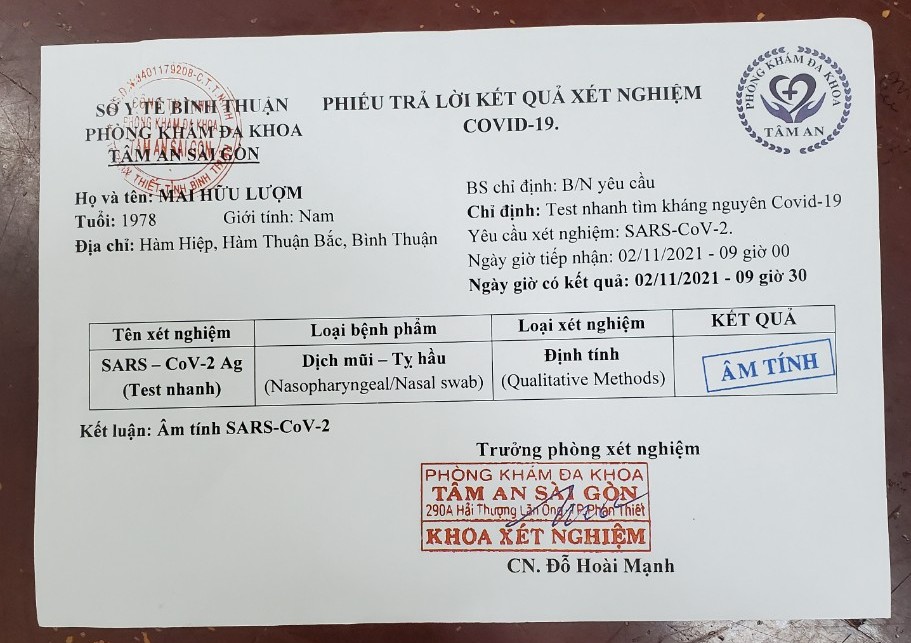 SỞ Y TẾ BÌNH THUẬN
PHÒNG KHÁM ĐA KHOA
TÂM AN SÀI GÒN
PHIẾU TRẢ LỜI KẾT QUẢ XÉT NGHIỆM
COVID-19.
PHÒNG KHÁM ĐA KHOA
TÂM AN
Họ và tên: MAI HỮU LƯỢM
Tuổi: 1978 Giới tính: Nam
Địa chỉ: Hàm Hiệp, Hàm Thuận Bắc, Bình Thuận
BS chỉ định: B/N yêu cầu
Chỉ định: Test nhanh tìm kháng nguyên Covid-19
Yêu cầu xét nghiệm: SARS-CoV-2.
Ngày giờ tiếp nhận: 02/11/2021 - 09 giờ 00
Ngày giờ có kết quả: 02/11/2021 - 09 giờ 30
Tên xét nghiệm Loại bệnh phẩm Loại xét nghiệm KẾT QUẢ
SARS – CoV-2 Ag Dịch mũi – Tỵ hầu Định tính ÂM TÍNH
(Test nhanh) (Nasopharyngeal/Nasal swab) (Qualitative Methods)
Kết luận: Âm tính SARS-CoV-2
Trưởng phòng xét nghiệm
PHÒNG KHÁM ĐA KHOA
TÂM AN SÀI GÒN
290A Hải Thượng Lãn Ông TP.Phan Thiết
KHOA XÉT NGHIỆM
CN. Đỗ Hoài Mạnh